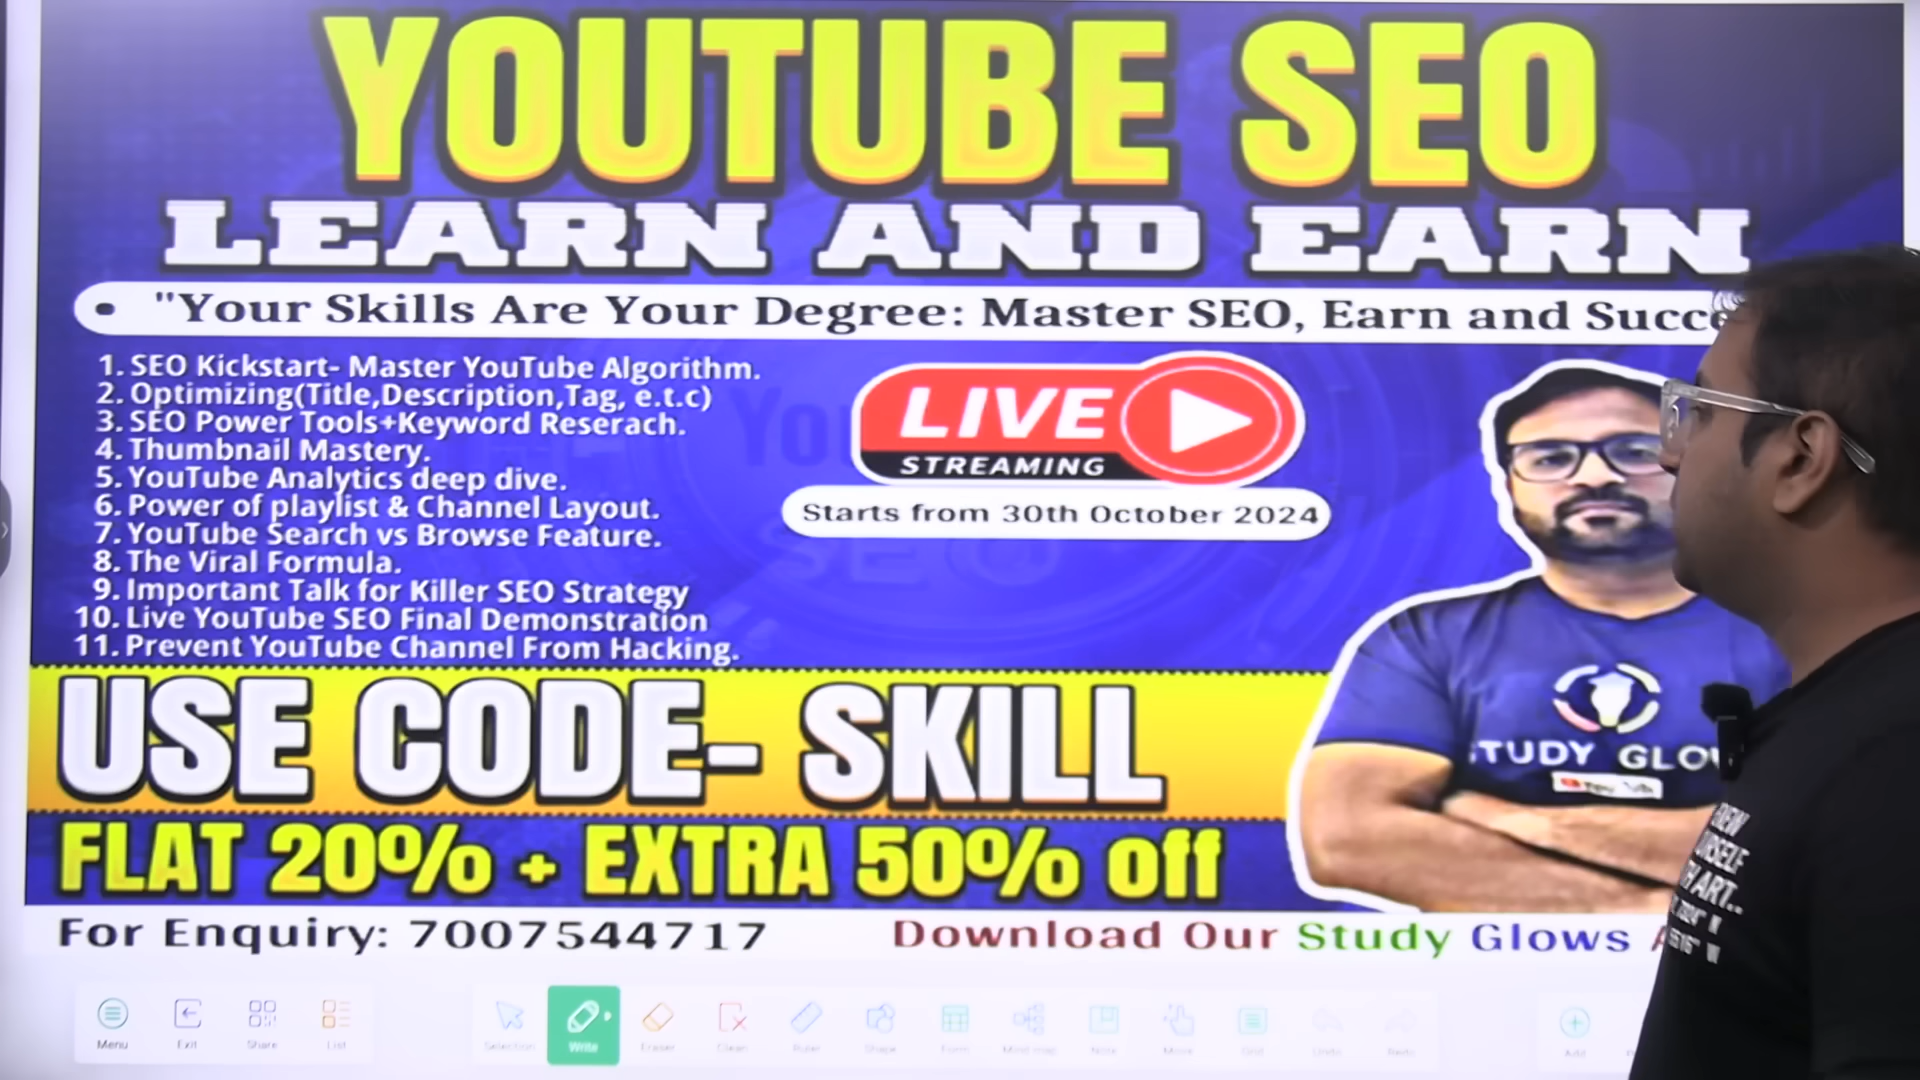 YOUTUBE SEO
LEARN AND EARN
• "Your Skills Are Your Degree: Master SEO, Earn and Succe
1. SEO Kickstart- Master YouTube Algorithm.
2. Optimizing(Title,Description,Tag, e.t.c)
3. SEO Power Tools+Keyword Reserach.
4. Thumbnail Mastery.
5. YouTube Analytics deep dive.
6. Power of playlist & Channel Layout.
7. YouTube Search vs Browse Feature.
8. The Viral Formula.
9. Important Talk for Killer SEO Strategy
10. Live YouTube SEO Final Demonstration
11. Prevent YouTube Channel From Hacking.
LIVE
STREAMING
Starts from 30th October 2024
STUDY GLOW
USE CODE- SKILL
FLAT 20% + EXTRA 50% off
For Enquiry: 7007544717
Download Our Study Glows A
Menu Exit Share List Selection Write Eraser Clean Ruler Shape Form Mind map Note More Grid Undo Redo Add